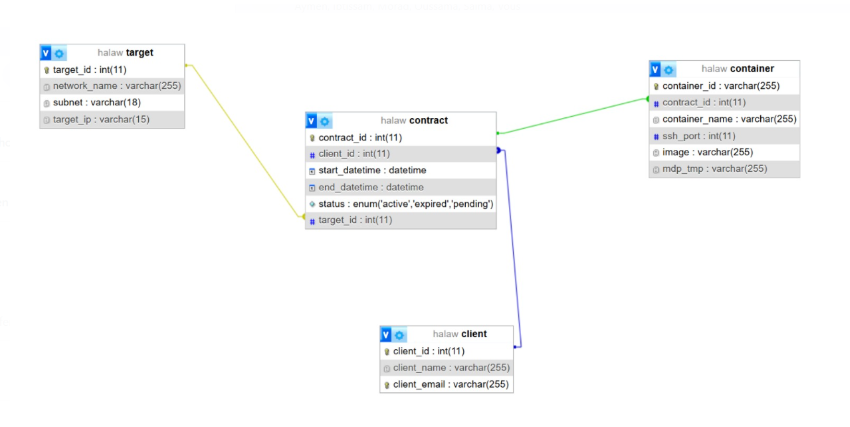 halaw target
target_id : int(11)
network_name : varchar(255)
subnet : varchar(18)
target_ip : varchar(15)
halaw contract
contract_id : int(11)
client_id : int(11)
start_datetime : datetime
end_datetime : datetime
status : enum('active','expired','pending')
target_id : int(11)
halaw container
container_id : varchar(255)
contract_id : int(11)
container_name : varchar(255)
ssh_port : int(11)
image : varchar(255)
mdp_tmp : varchar(255)
halaw client
client_id : int(11)
client_name : varchar(255)
client_email : varchar(255)